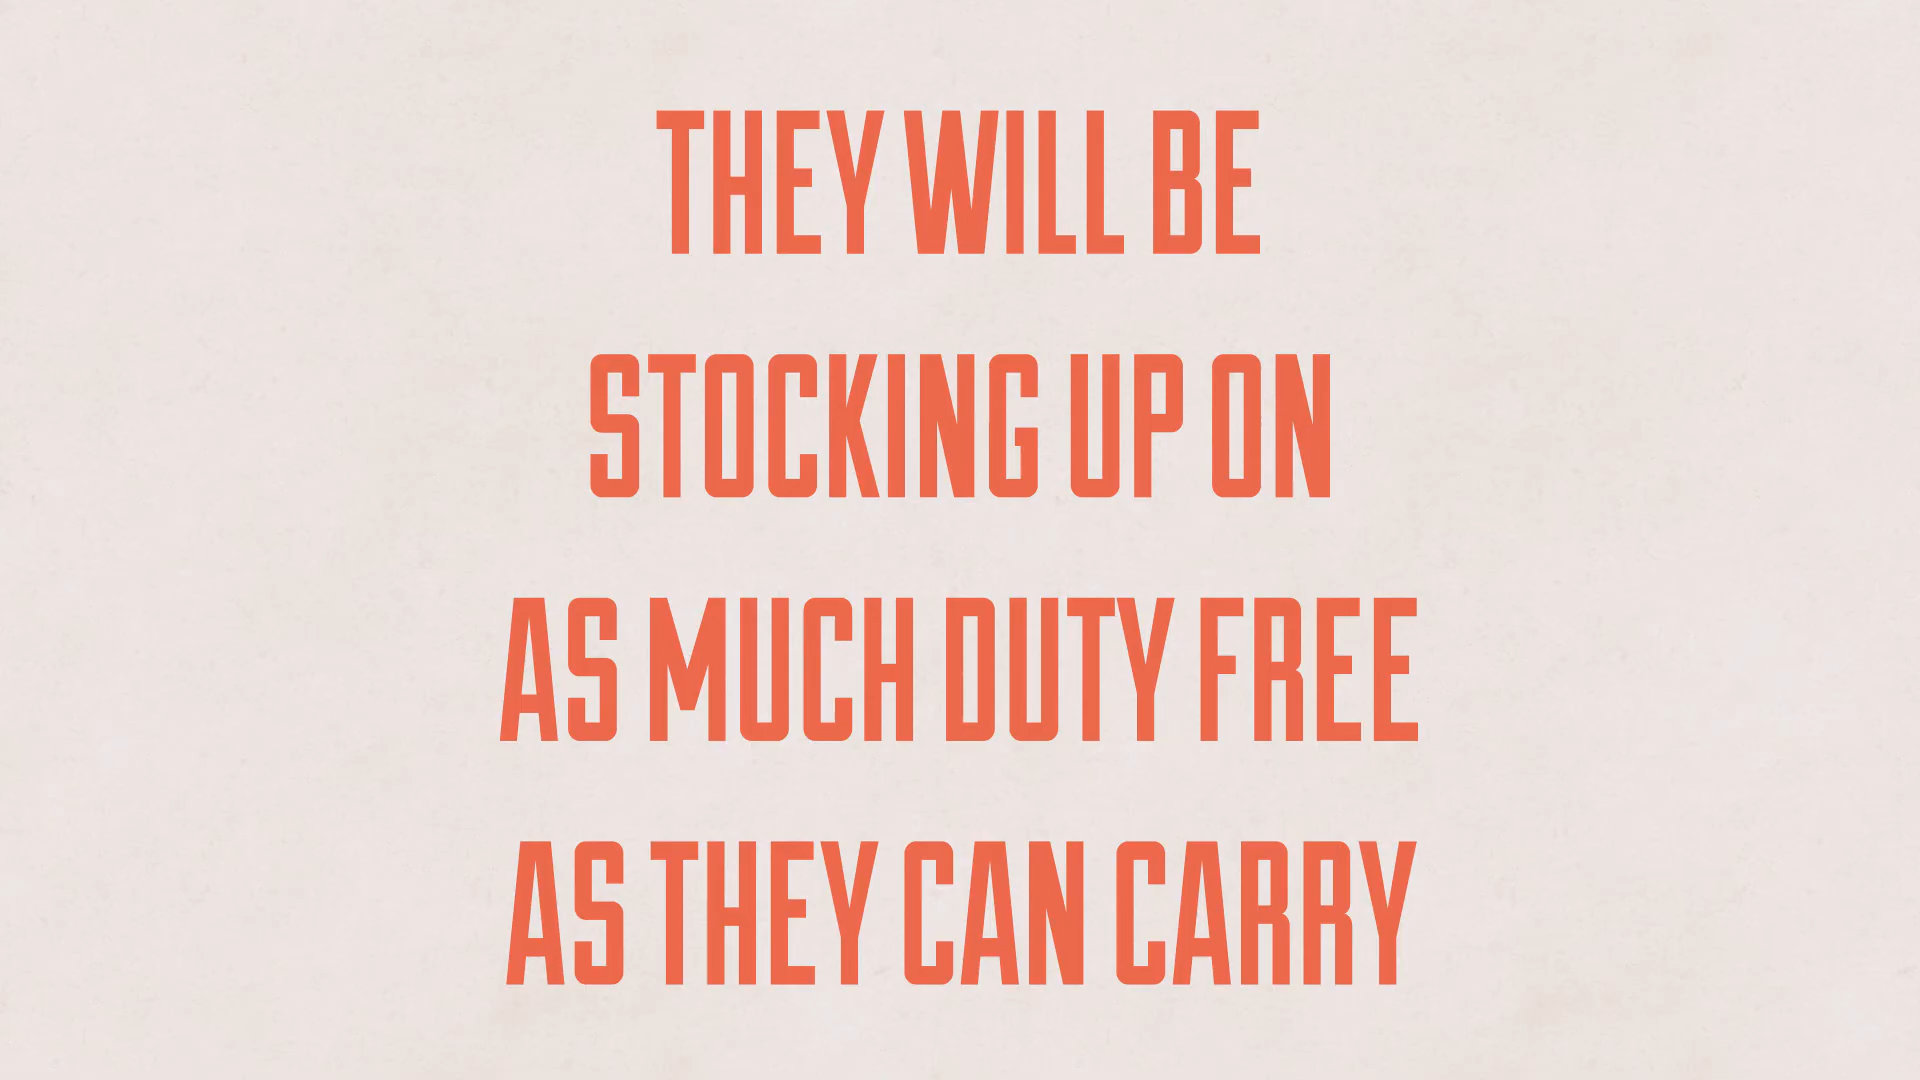 THEY WILL BE
STOCKING UP ON
AS MUCH DUTY FREE
AS THEY CAN CARRY